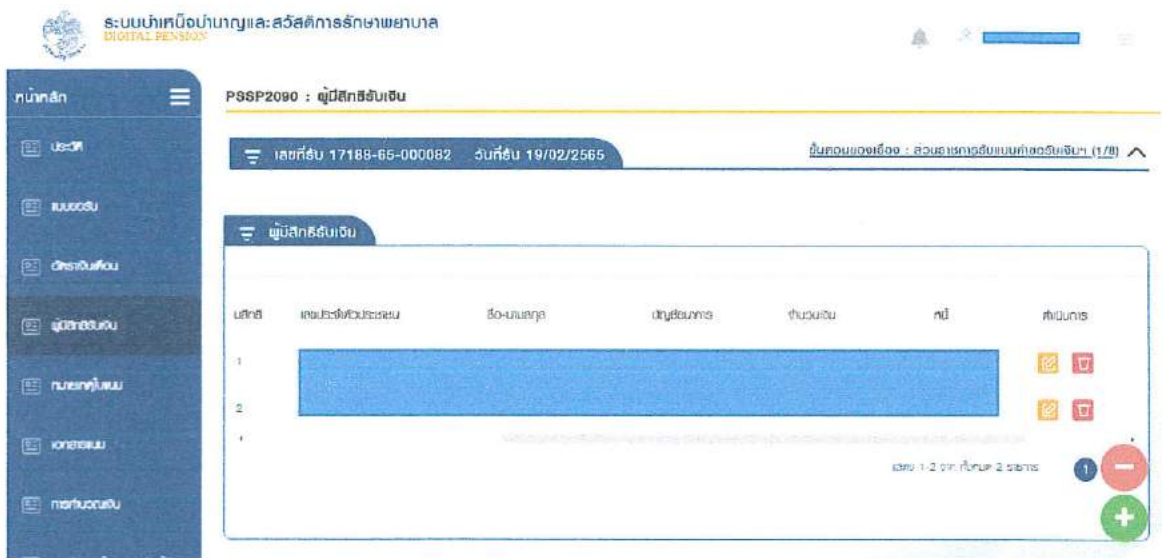 ระบบบำเหน็จบำนาญและสวัสดิการรักษาพยาบาล
DIGITAL PENSION
หน้าหลัก
PSSP2090 : ผู้มีสิทธิรับเงิน
ประวัติ
เลขที่รับ 17188-65-000082 วันที่รับ 19/02/2565
ขั้นตอนของเรื่อง : ส่วนราชการรับแบบคำขอรับเงินฯ (1/8)
แบบขอรับ
ผู้มีสิทธิรับเงิน
อัตราเงินเดือน
นสิทธิ เลขประจำตัวประชาชน ชื่อ-นามสกุล บัญชีธนาคาร จำนวนเงิน หนี้ ดำเนินการ
ผู้มีสิทธิรับเงิน
1
หมายเหตุในแบบ
2
เอกสารแนบ
แสดง 1-2 จาก ทั้งหมด 2 รายการ
1
การคำนวณเงิน